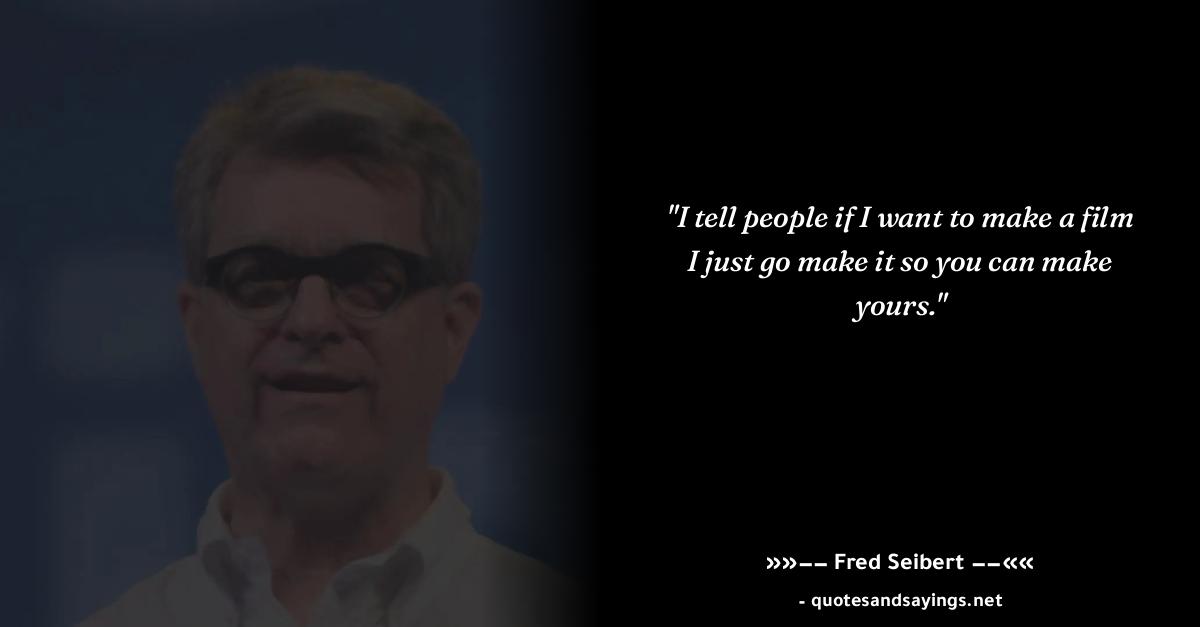 "I tell people if I want to make a film
I just go make it so you can make
yours."
»»–– Fred Seibert ––««
- quotesandsayings.net